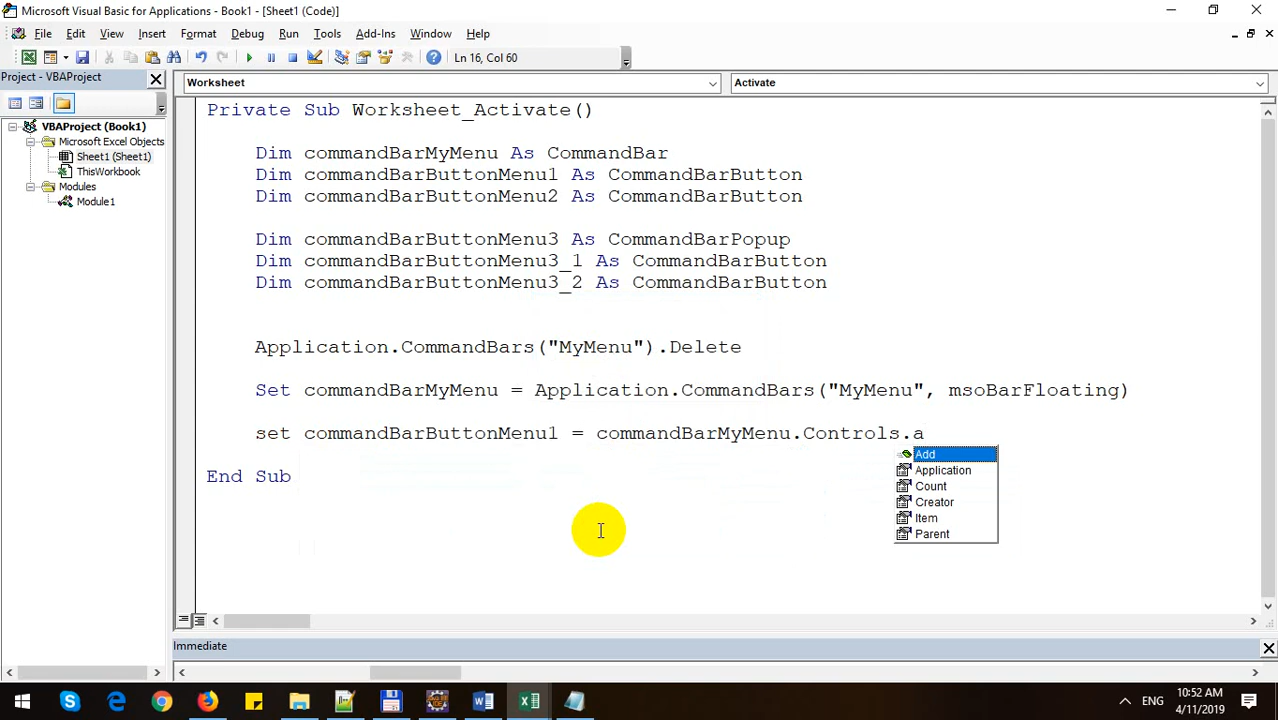 Microsoft Visual Basic for Applications - Book1 - [Sheet1 (Code)]
File Edit View Insert Format Debug Run Tools Add-Ins Window Help
Ln 16, Col 60
Project - VBAProject
Worksheet
Activate
VBAProject (Book1)
Microsoft Excel Objects
Sheet1 (Sheet1)
ThisWorkbook
Modules
Module1
Private Sub Worksheet_Activate()
Dim commandBarMyMenu As CommandBar
Dim commandBarButtonMenu1 As CommandBarButton
Dim commandBarButtonMenu2 As CommandBarButton
Dim commandBarButtonMenu3 As CommandBarPopup
Dim commandBarButtonMenu3_1 As CommandBarButton
Dim commandBarButtonMenu3_2 As CommandBarButton
Application.CommandBars("MyMenu").Delete
Set commandBarMyMenu = Application.CommandBars("MyMenu", msoBarFloating)
set commandBarButtonMenu1 = commandBarMyMenu.Controls.a
Add
Application
Count
Creator
Item
Parent
End Sub
Immediate
ENG
10:52 AM
4/11/2019